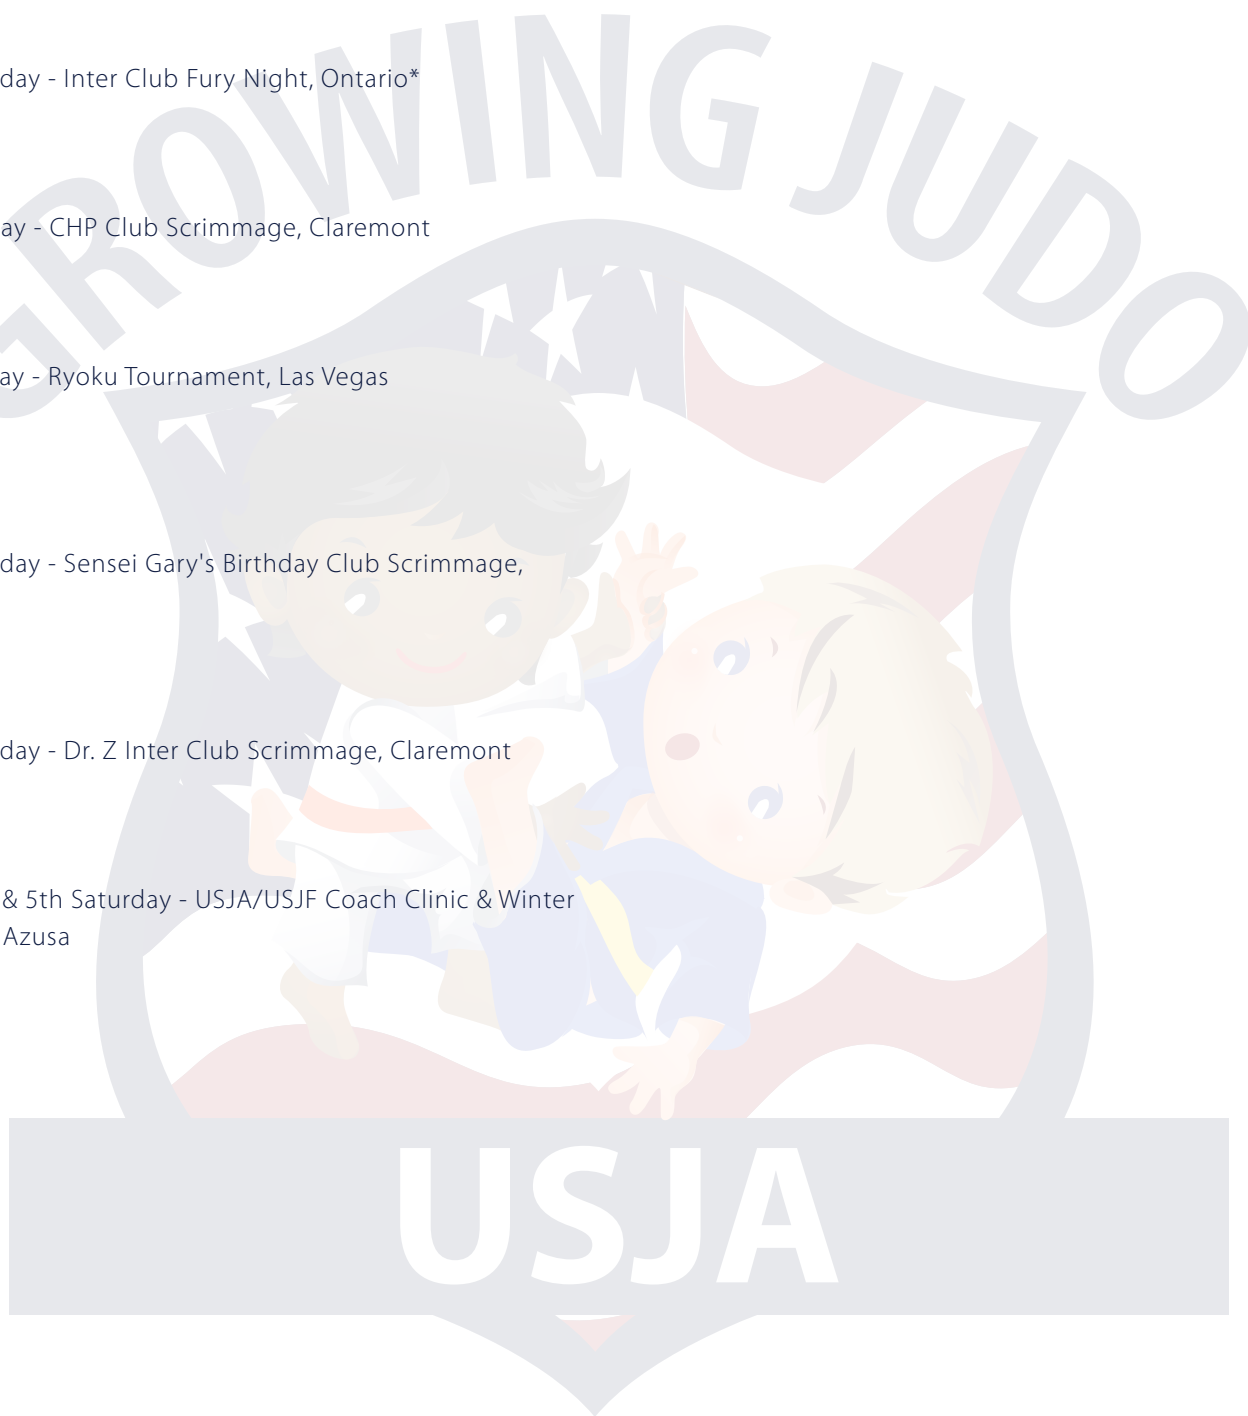 GROWING JUDO
day - Inter Club Fury Night, Ontario*
ay - CHP Club Scrimmage, Claremont
ay - Ryoku Tournament, Las Vegas
day - Sensei Gary's Birthday Club Scrimmage,
day - Dr. Z Inter Club Scrimmage, Claremont
& 5th Saturday - USJA/USJF Coach Clinic & Winter
Azusa
USJA